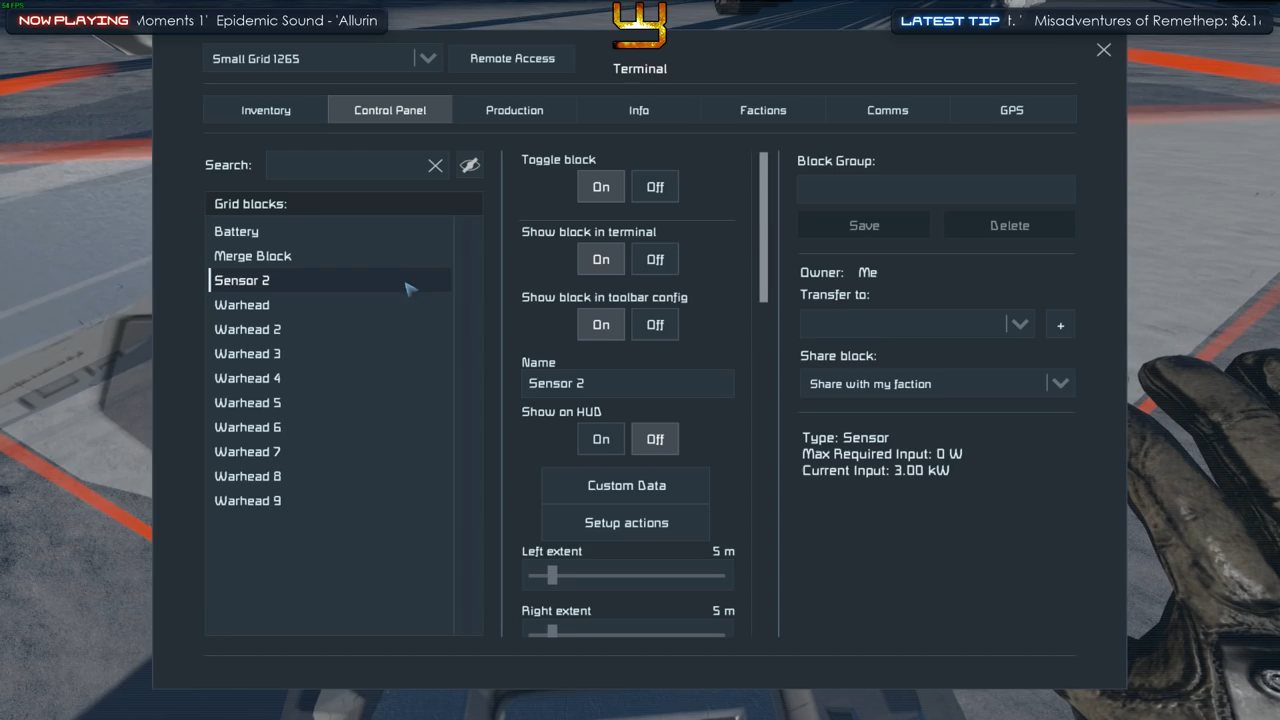 54 FPS
NOW PLAYING Moments 1' Epidemic Sound - 'Allurin
LATEST TIP t. ' Misadventures of Remethep: $6.1
Small Grid 1265
Remote Access
Terminal
Inventory
Control Panel
Production
Info
Factions
Comms
GPS
Search:
Grid blocks:
Battery
Merge Block
Sensor 2
Warhead
Warhead 2
Warhead 3
Warhead 4
Warhead 5
Warhead 6
Warhead 7
Warhead 8
Warhead 9
Toggle block
On Off
Show block in terminal
On Off
Show block in toolbar config
On Off
Name
Sensor 2
Show on HUD
On Off
Custom Data
Setup actions
Left extent 5 m
Right extent 5 m
Block Group:
Save Delete
Owner: Me
Transfer to:
+
Share block:
Share with my faction
Type: Sensor
Max Required Input: 0 W
Current Input: 3.00 kW